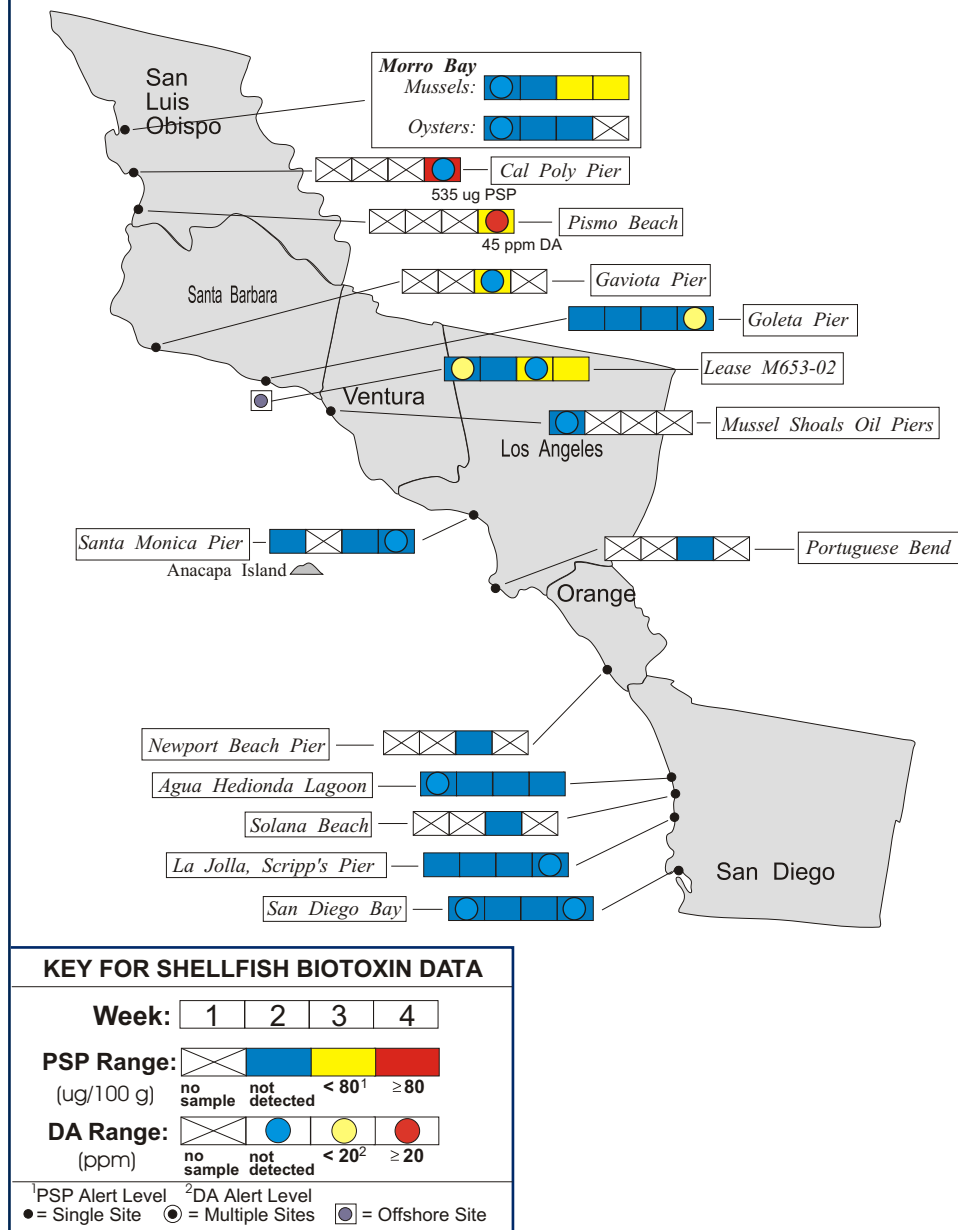 San
Luis
Obispo
Morro Bay
Mussels:
Oysters:
Cal Poly Pier
535 ug PSP
Pismo Beach
45 ppm DA
Santa Barbara
Gaviota Pier
Goleta Pier
Lease M653-02
Ventura
Mussel Shoals Oil Piers
Los Angeles
Santa Monica Pier
Anacapa Island
Portuguese Bend
Orange
Newport Beach Pier
Agua Hedionda Lagoon
Solana Beach
La Jolla, Scripp's Pier
San Diego
San Diego Bay
KEY FOR SHELLFISH BIOTOXIN DATA
Week: 1 2 3 4
PSP Range:
(ug/100 g)
no sample
not detected
< 80¹
≥80
DA Range:
(ppm)
no sample
not detected
< 20²
≥ 20
¹PSP Alert Level ²DA Alert Level
= Single Site = Multiple Sites = Offshore Site